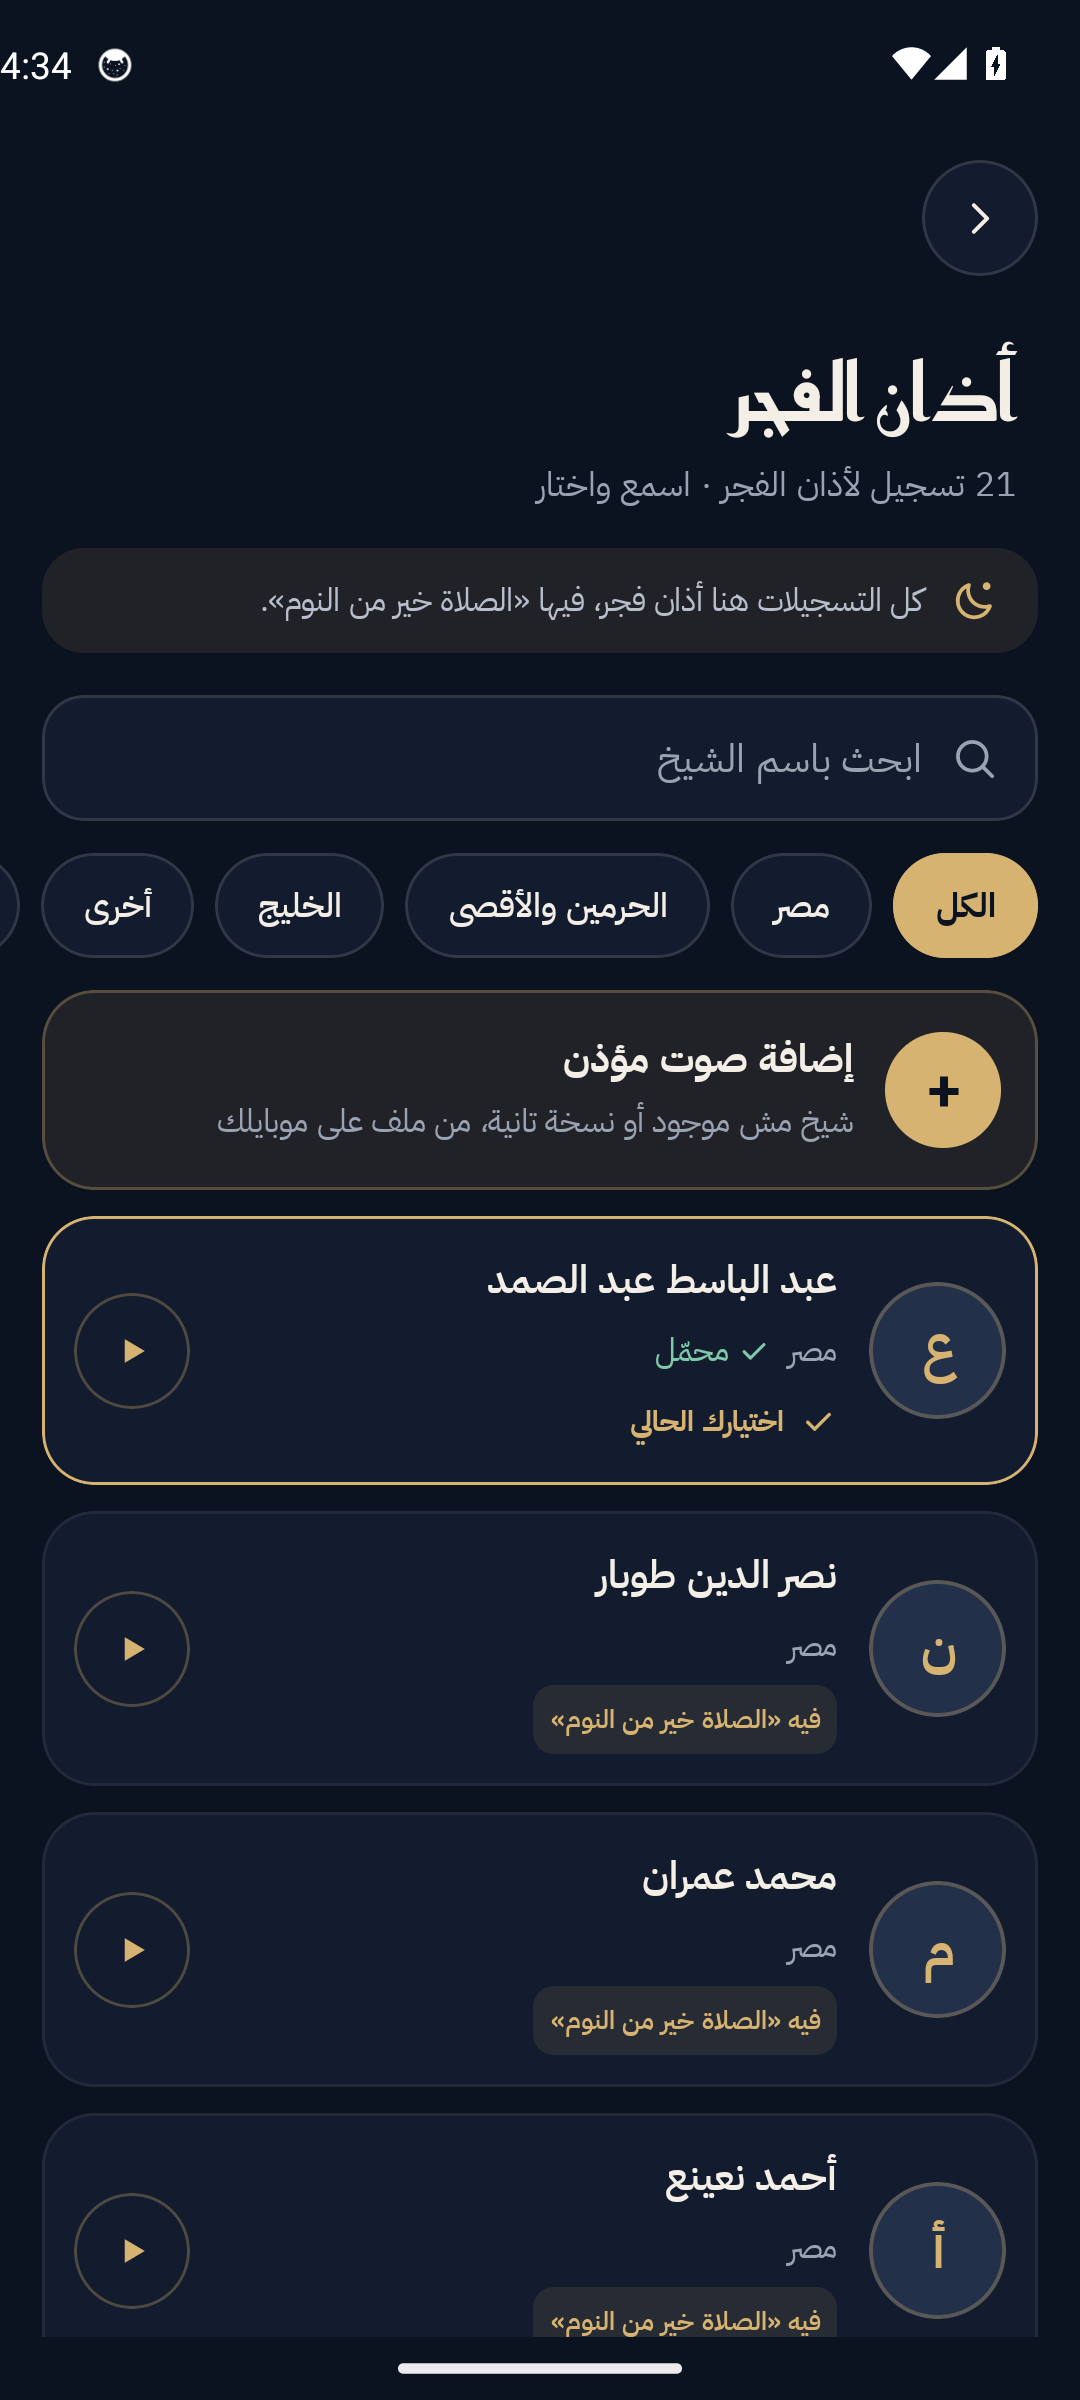 4:34
أذان الفجر
21 تسجيل لأذان الفجر · اسمع واختار
كل التسجيلات هنا أذان فجر، فيها «الصلاة خير من النوم».
ابحث باسم الشيخ
الكل
مصر
الحرمين والأقصى
الخليج
أخرى
+
إضافة صوت مؤذن
شيخ مش موجود أو نسخة تانية، من ملف على موبايلك
ع
عبد الباسط عبد الصمد
مصر ✓ محمّل
✓ اختيارك الحالي
ن
نصر الدين طوبار
مصر
فيه «الصلاة خير من النوم»
م
محمد عمران
مصر
فيه «الصلاة خير من النوم»
أ
أحمد نعينع
مصر
فيه «الصلاة خير من النوم»